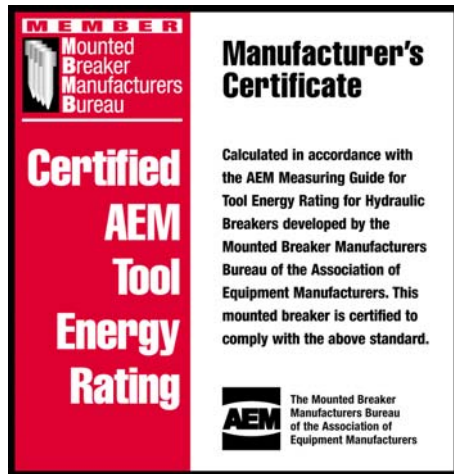 MEMBER
Mounted
Breaker
Manufacturers
Bureau
Certified
AEM
Tool
Energy
Rating
Manufacturer's
Certificate
Calculated in accordance with
the AEM Measuring Guide for
Tool Energy Rating for Hydraulic
Breakers developed by the
Mounted Breaker Manufacturers
Bureau of the Association of
Equipment Manufacturers. This
mounted breaker is certified to
comply with the above standard.
AEM
The Mounted Breaker
Manufacturers Bureau
of the Association of
Equipment Manufacturers